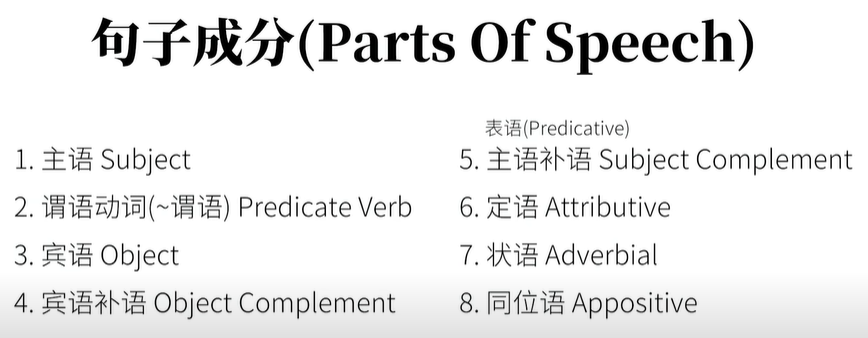 句子成分(Parts Of Speech)
1. 主语 Subject
2. 谓语动词(~谓语) Predicate Verb
3. 宾语 Object
4. 宾语补语 Object Complement
表语(Predicative)
5. 主语补语 Subject Complement
6. 定语 Attributive
7. 状语 Adverbial
8. 同位语 Appositive